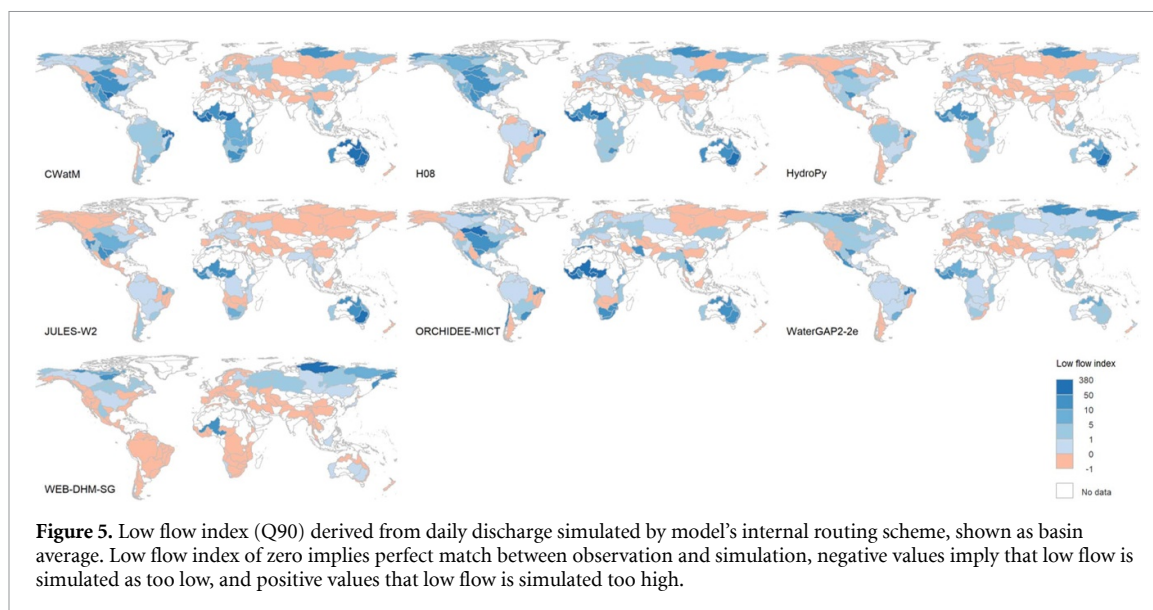 CWatM
H08
HydroPy
JULES-W2
ORCHIDEE-MICT
WaterGAP2-2e
WEB-DHM-SG
Low flow index
380
50
10
5
1
0
-1
No data
Figure 5. Low flow index (Q90) derived from daily discharge simulated by model's internal routing scheme, shown as basin
average. Low flow index of zero implies perfect match between observation and simulation, negative values imply that low flow is
simulated as too low, and positive values that low flow is simulated too high.